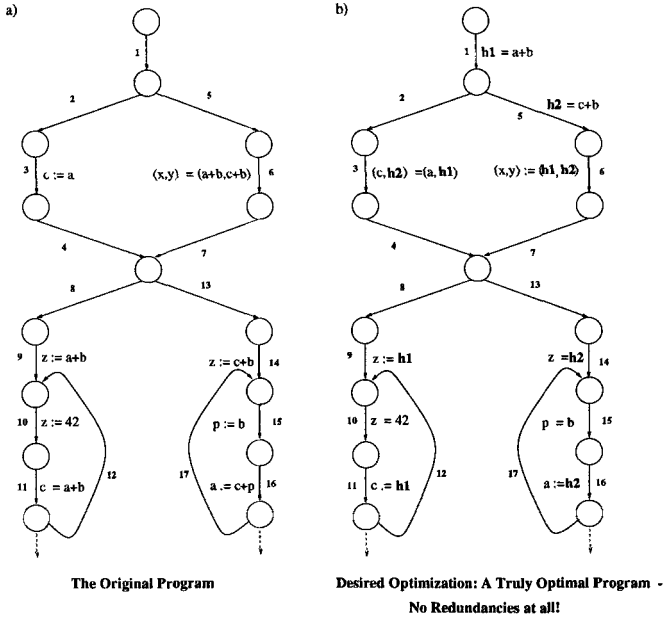 a)
b)
1
1 h1 = a+b
2
5
2
h2 = c+b
5
3 c := a
(x,y) = (a+b,c+b) 6
3 (c,h2) =(a,h1)
(x,y) := (h1,h2) 6
4
7
4
7
8
13
8
13
9 z := a+b
z := c+b 14
9 z := h1
z =h2 14
10 z := 42
p := b 15
10 z = 42
p = b 15
12
17
12
17
11 c = a+b
a := c+p 16
11 c := h1
a :=h2 16
The Original Program
Desired Optimization: A Truly Optimal Program -
No Redundancies at all!